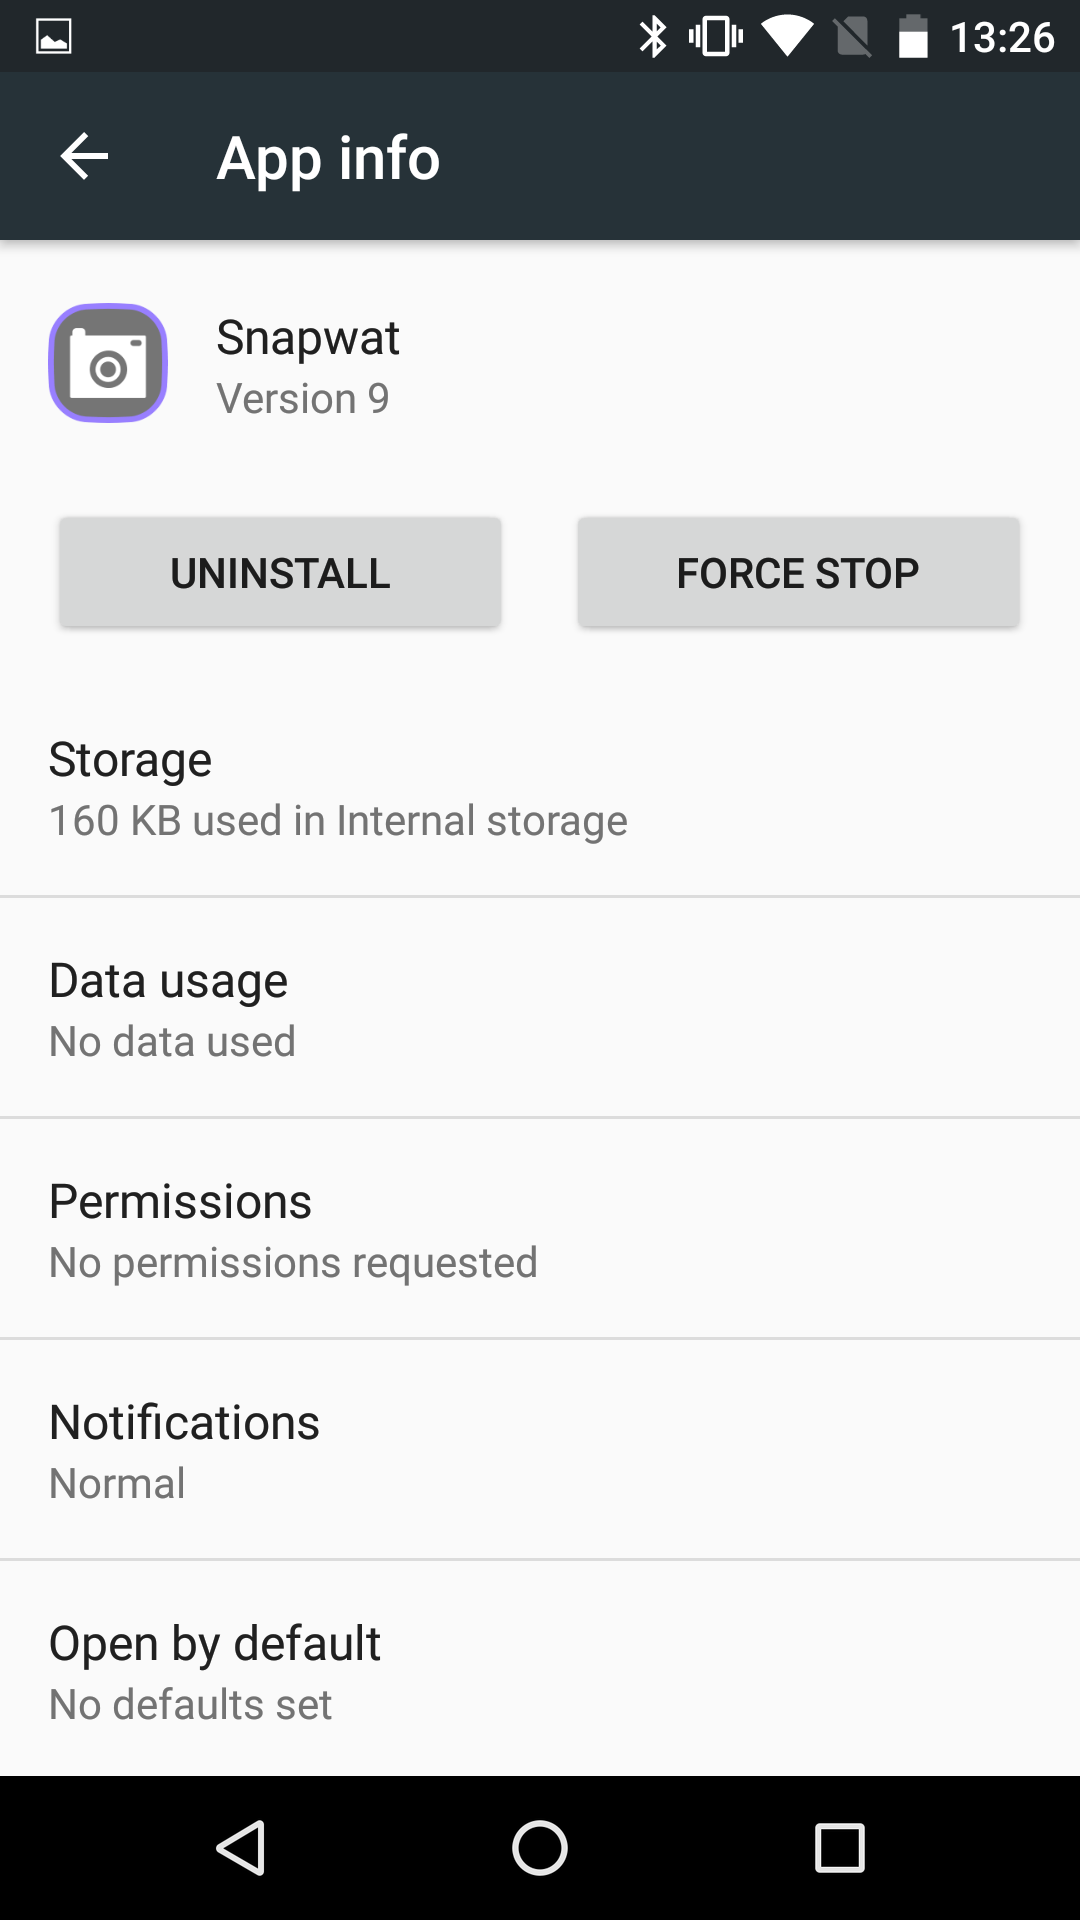 13:26
App info
Snapwat
Version 9
UNINSTALL
FORCE STOP
Storage
160 KB used in Internal storage
Data usage
No data used
Permissions
No permissions requested
Notifications
Normal
Open by default
No defaults set